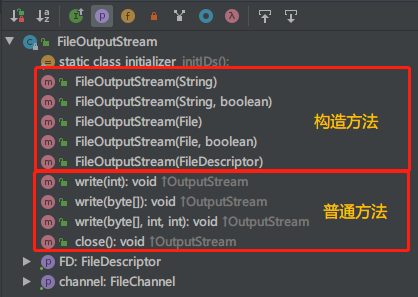 FileOutputStream
static class initializer initIDs();
FileOutputStream(String)
FileOutputStream(String, boolean)
FileOutputStream(File)
FileOutputStream(File, boolean)
FileOutputStream(FileDescriptor)
构造方法
write(int): void ↑OutputStream
write(byte[]): void ↑OutputStream
write(byte[], int, int): void ↑OutputStream
close(): void ↑OutputStream
普通方法
FD: FileDescriptor
channel: FileChannel